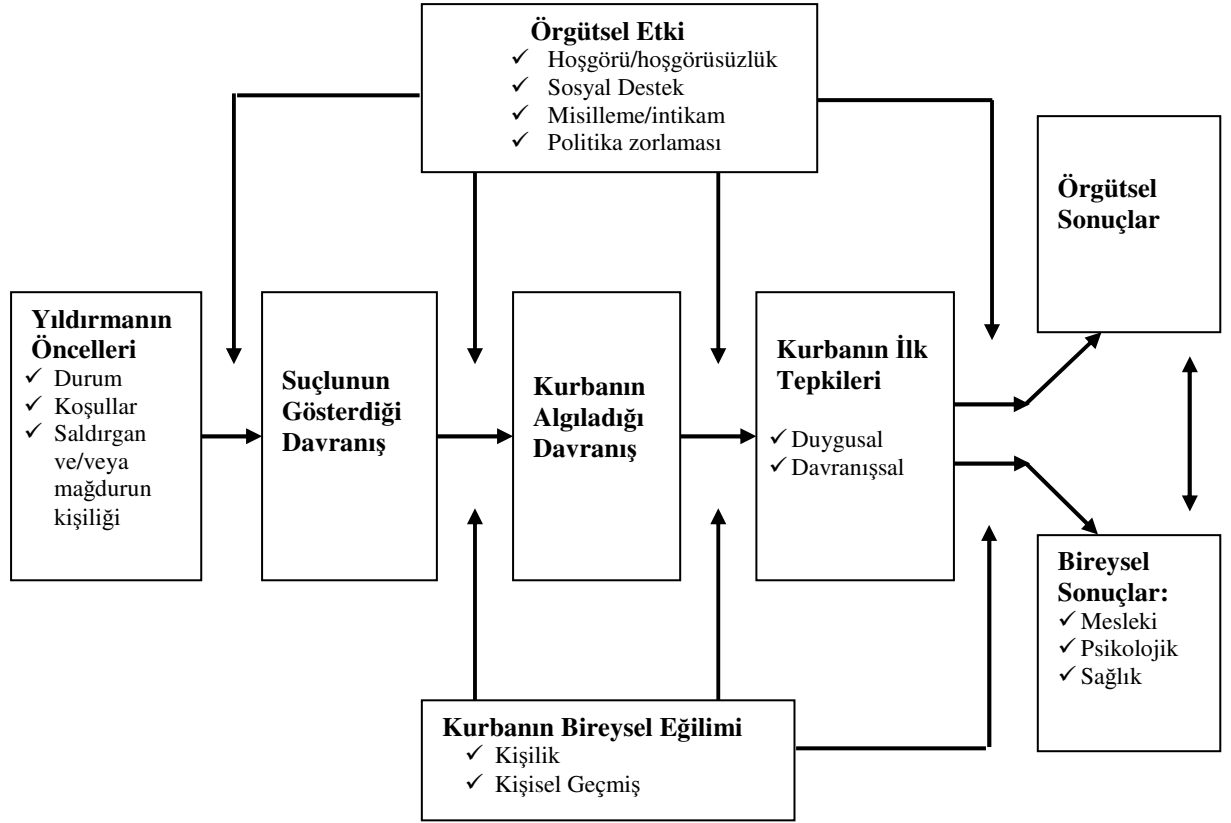 Örgütsel Etki
✓ Hoşgörü/hoşgörüsüzlük
✓ Sosyal Destek
✓ Misilleme/intikam
✓ Politika zorlaması
Yıldırmanın
Öncelleri
✓ Durum
✓ Koşullar
✓ Saldırgan
ve/veya
mağdurun
kişiliği
Suçlunun
Gösterdiği
Davranış
Kurbanın
Algıladığı
Davranış
Kurbanın İlk
Tepkileri
✓ Duygusal
✓ Davranışsal
Örgütsel
Sonuçlar
Bireysel
Sonuçlar:
✓ Mesleki
✓ Psikolojik
✓ Sağlık
Kurbanın Bireysel Eğilimi
✓ Kişilik
✓ Kişisel Geçmiş